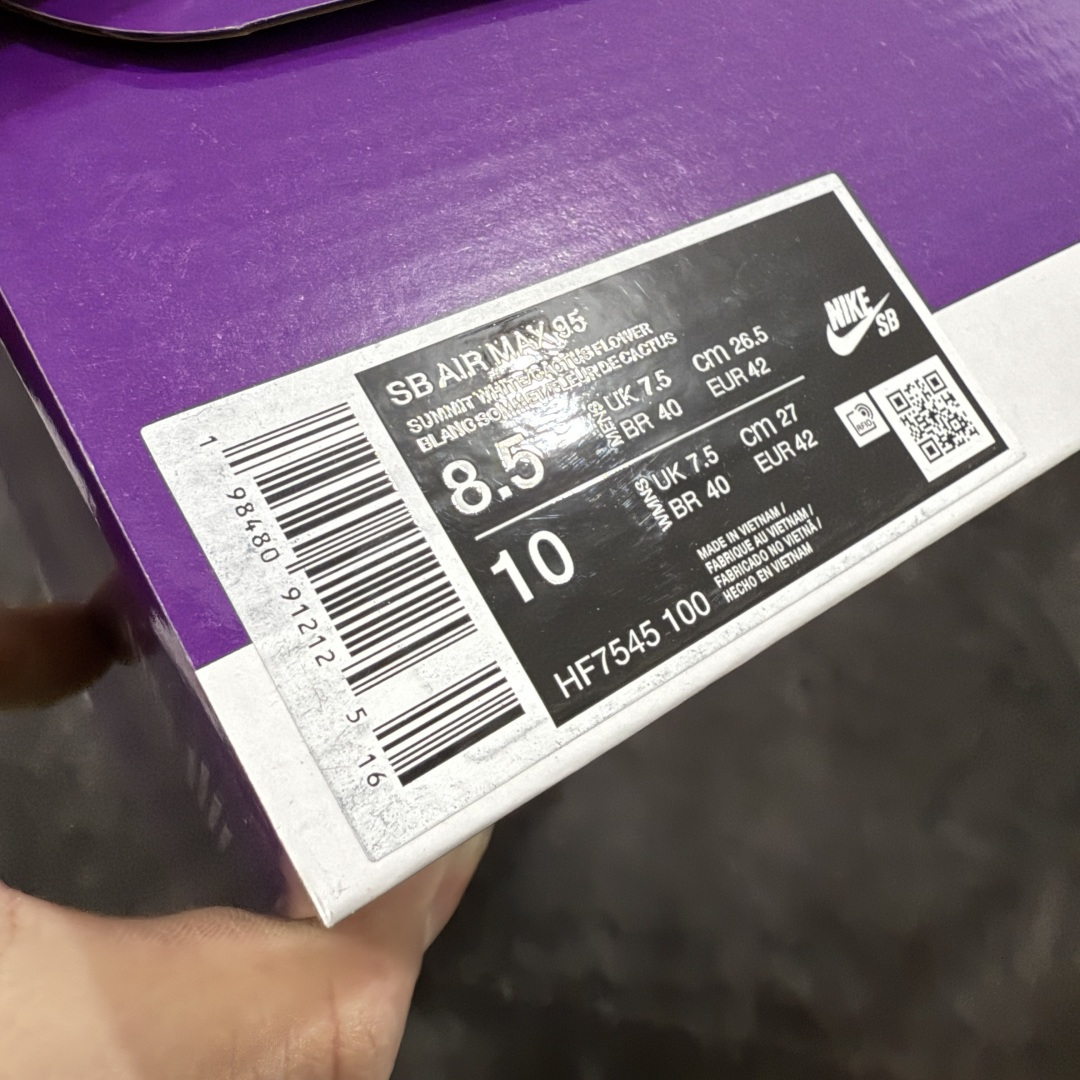 SB AIR MAX 95
SUMMIT WHITE/CACTUS FLOWER
BLANC SOMMET/FLEUR DE CACTUS
8.5
MENS
UK 7.5
BR 40
cm 26.5
EUR 42
10
WMNS
UK 7.5
BR 40
cm 27
EUR 42
MADE IN VIETNAM /
FABRIQUE AU VIETNAM /
FABRICADO NO VIETNÃ /
HECHO EN VIETNAM
HF7545 100
NIKE
SB
RFID
1 98480 91212 5 16